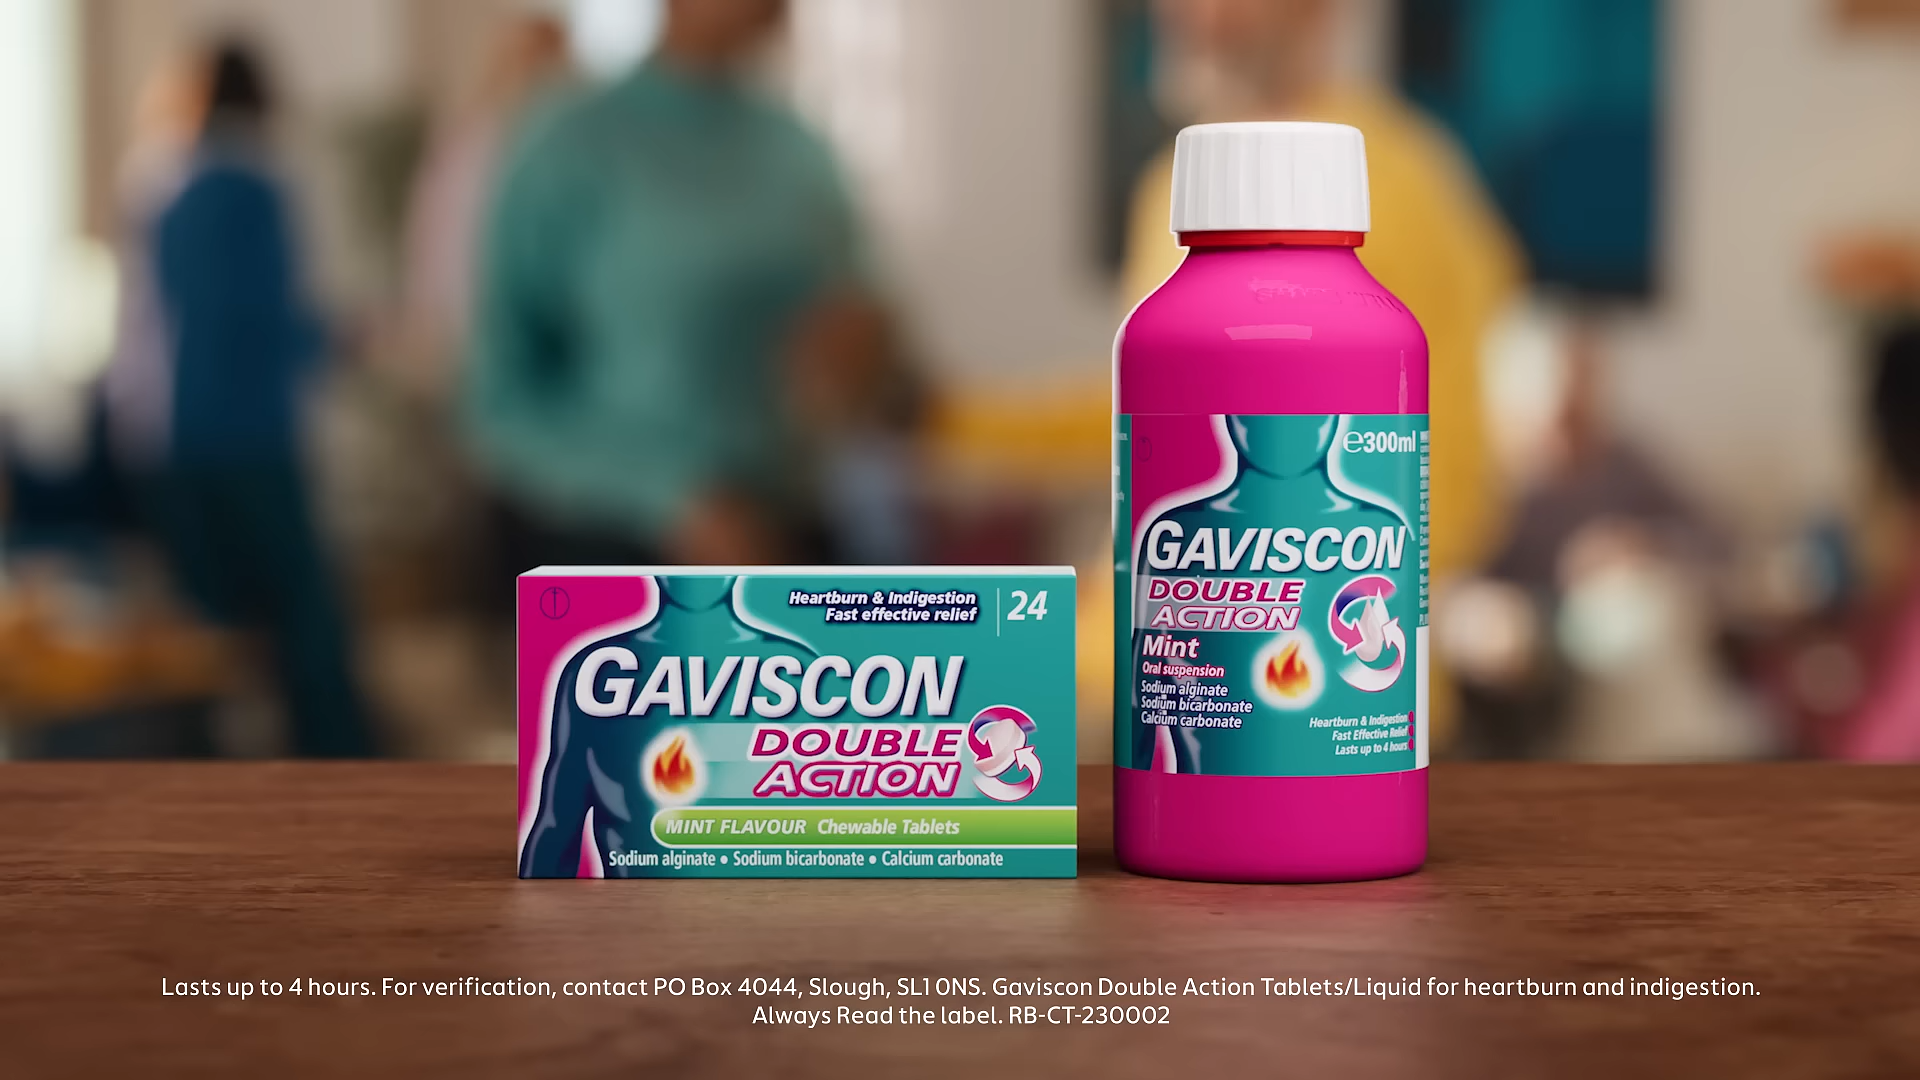 Heartburn & Indigestion
Fast effective relief
24
GAVISCON
DOUBLE
ACTION
MINT FLAVOUR Chewable Tablets
Sodium alginate • Sodium bicarbonate • Calcium carbonate
℮300ml
GAVISCON
DOUBLE
ACTION
Mint
Oral suspension
Sodium alginate
Sodium bicarbonate
Calcium carbonate
Heartburn & Indigestion
Fast Effective Relief
Lasts up to 4 hours
Lasts up to 4 hours. For verification, contact PO Box 4044, Slough, SL1 0NS. Gaviscon Double Action Tablets/Liquid for heartburn and indigestion.
Always Read the label. RB-CT-230002